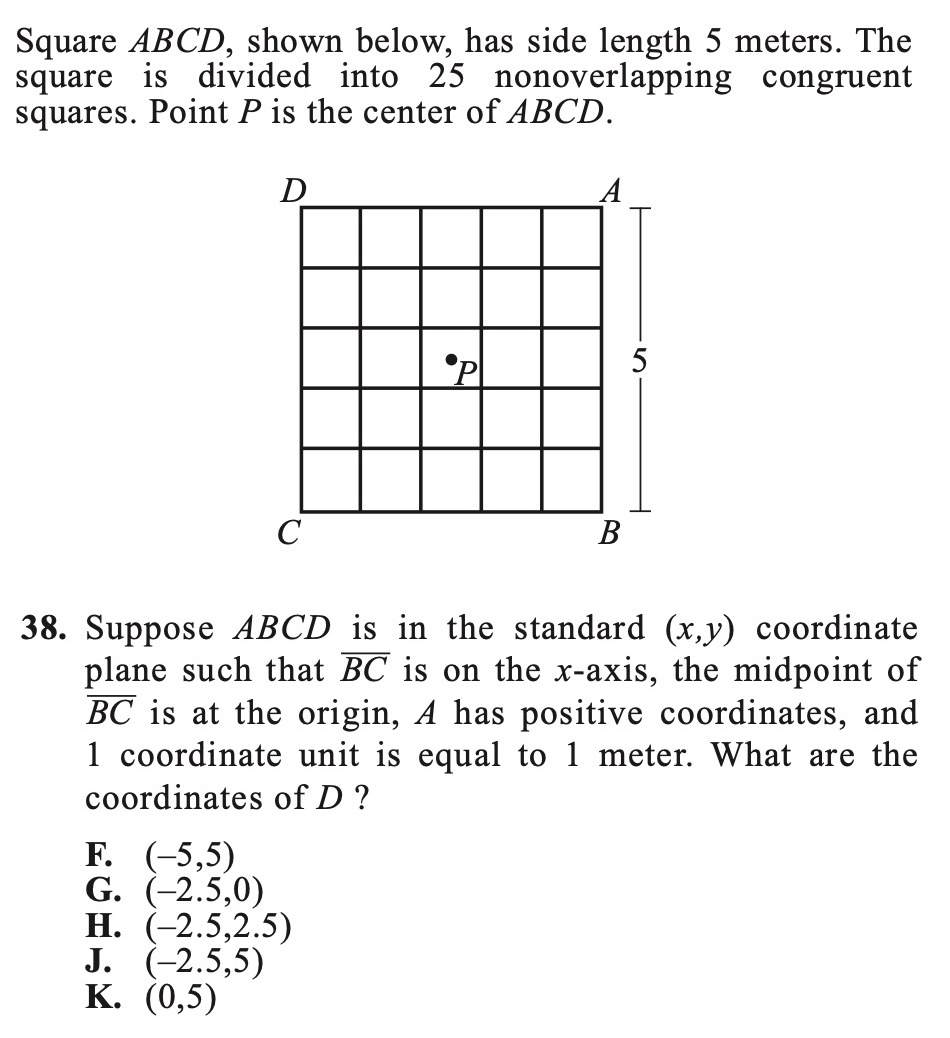 Square ABCD, shown below, has side length 5 meters. The
square is divided into 25 nonoverlapping congruent
squares. Point P is the center of ABCD.
D A
P 5
C B
38. Suppose ABCD is in the standard (x,y) coordinate
plane such that BC is on the x-axis, the midpoint of
BC is at the origin, A has positive coordinates, and
1 coordinate unit is equal to 1 meter. What are the
coordinates of D ?
F. (–5,5)
G. (–2.5,0)
H. (–2.5,2.5)
J. (–2.5,5)
K. (0,5)